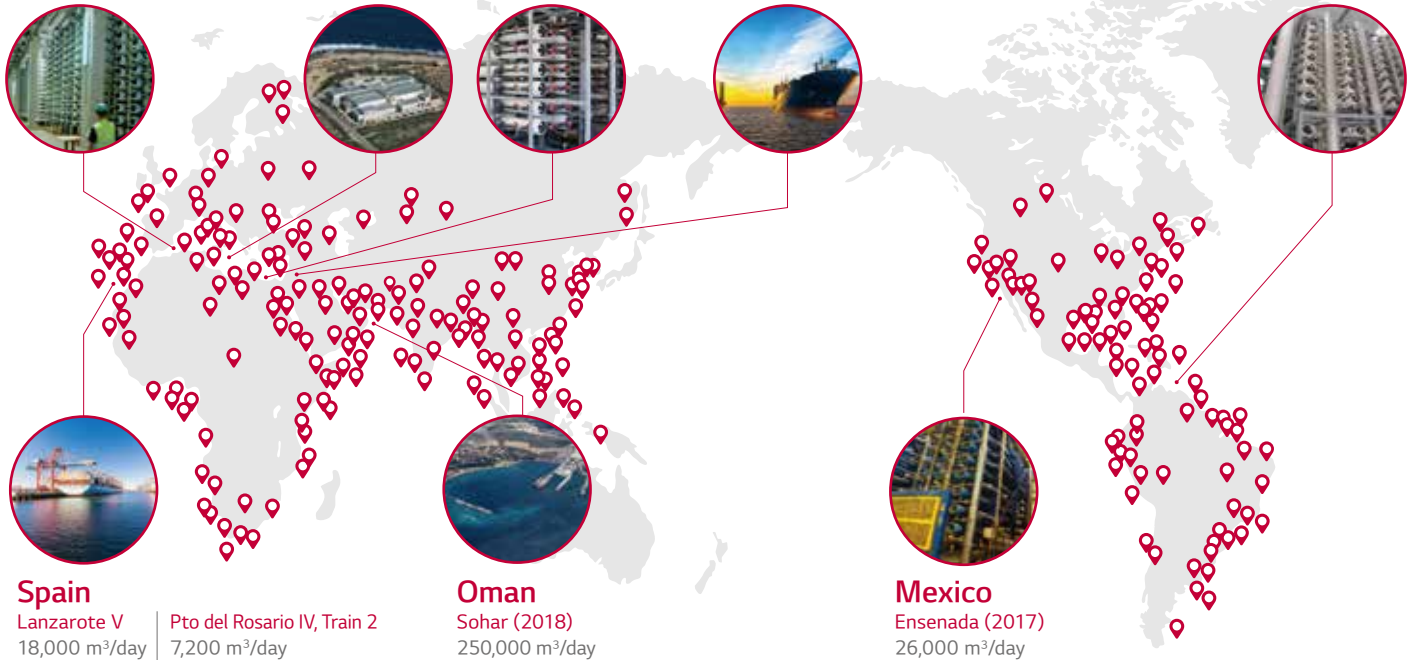 Spain
Lanzarote V
18,000 m³/day
Pto del Rosario IV, Train 2
7,200 m³/day
Oman
Sohar (2018)
250,000 m³/day
Mexico
Ensenada (2017)
26,000 m³/day